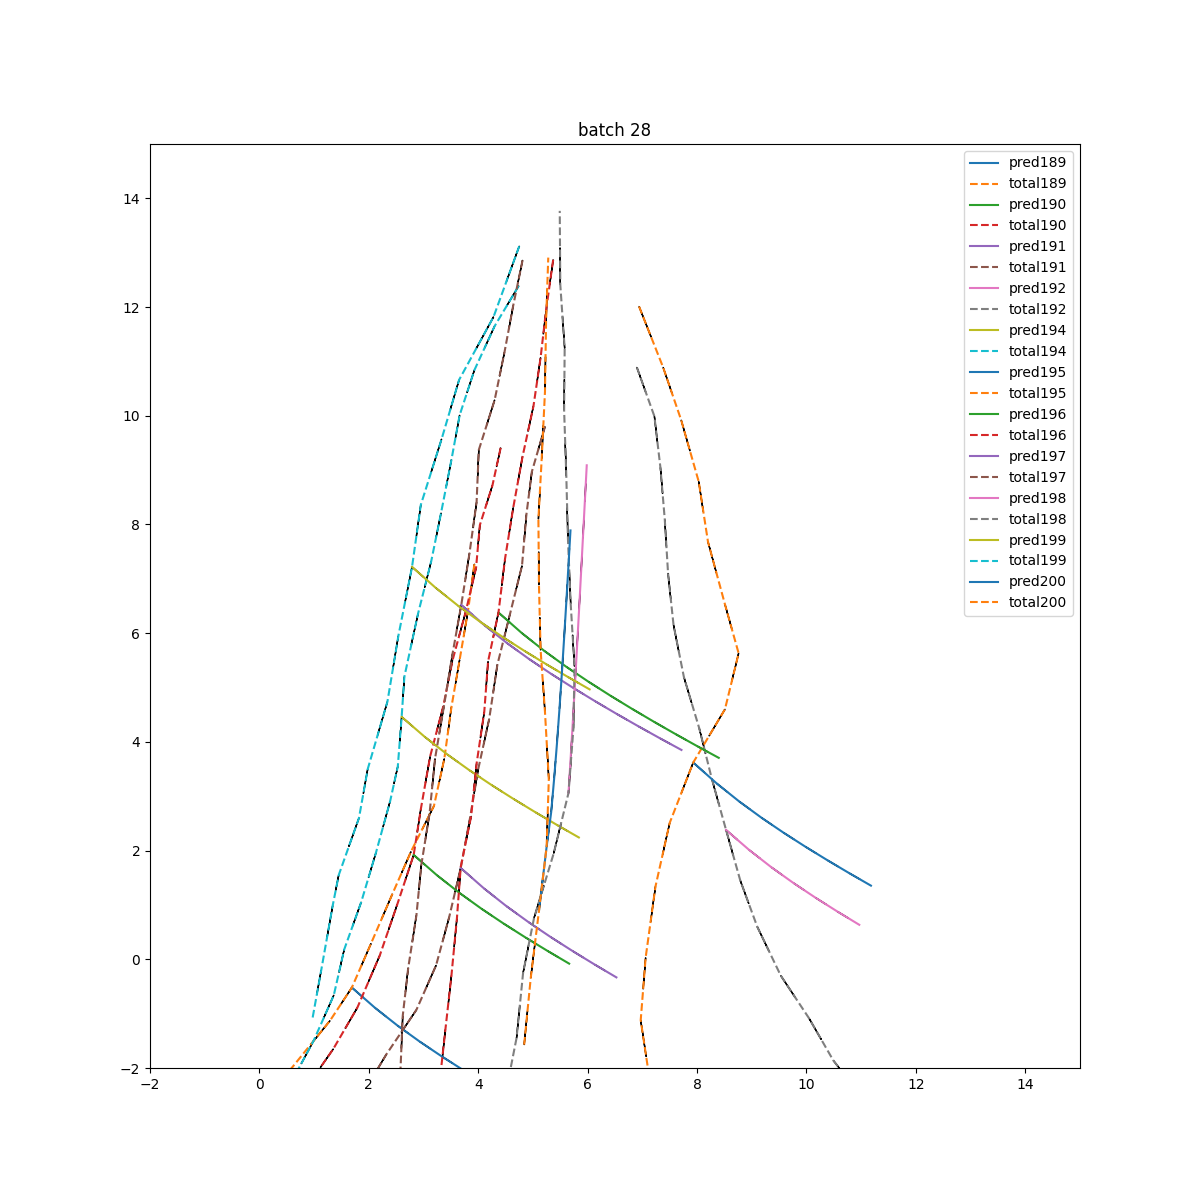 batch 28
pred189
total189
pred190
total190
pred191
total191
pred192
total192
pred194
total194
pred195
total195
pred196
total196
pred197
total197
pred198
total198
pred199
total199
pred200
total200
14
12
10
8
6
4
2
0
−2
−2 0 2 4 6 8 10 12 14